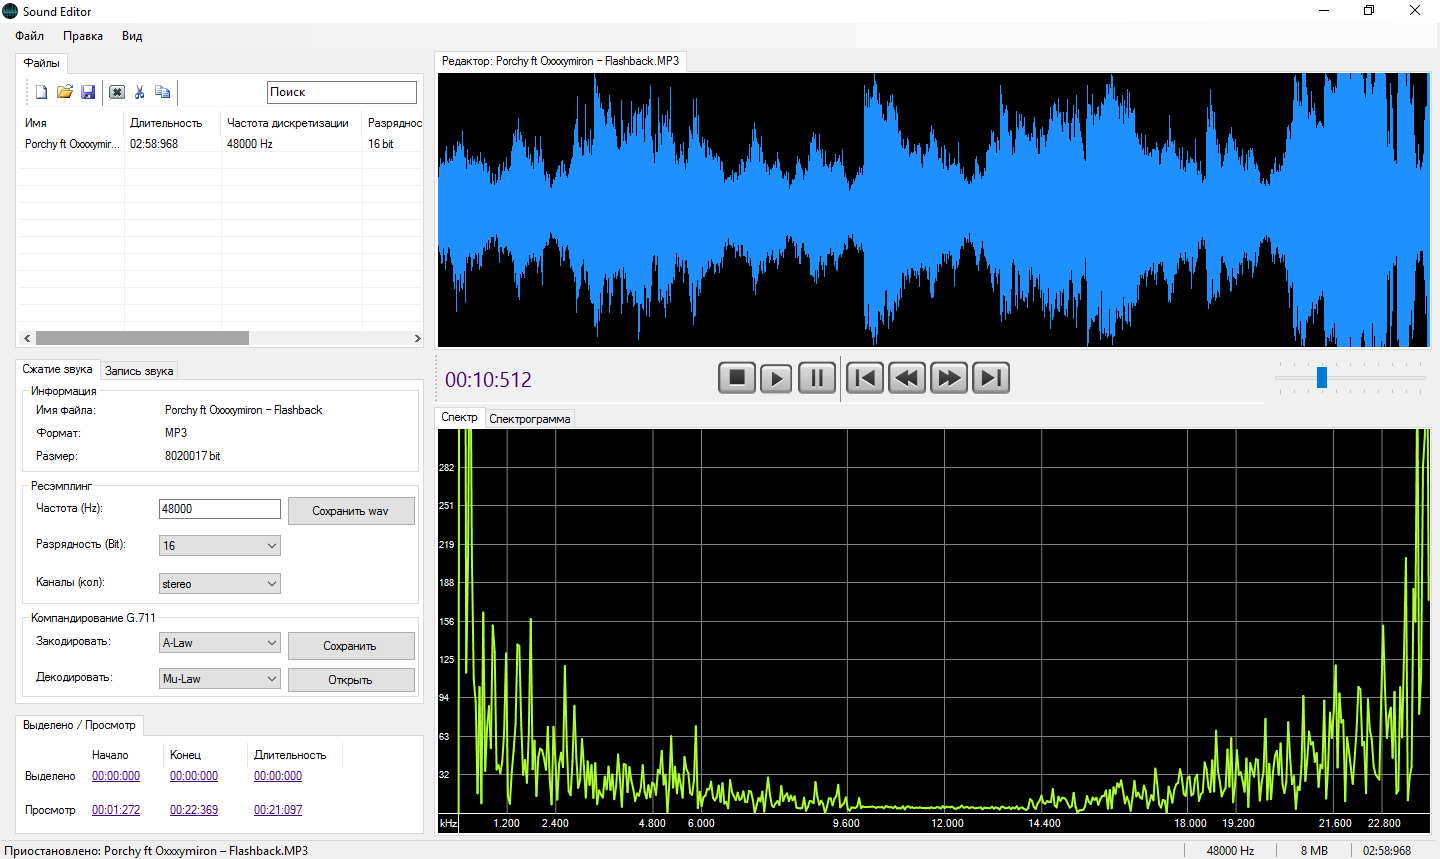 Sound Editor
Файл Правка Вид
Файлы
Поиск
Имя Длительность Частота дискретизации Разряднос
Porchy ft Oxxxymir... 02:58:968 48000 Hz 16 bit
Редактор: Porchy ft Oxxxymiron – Flashback.MP3
00:10:512
Сжатие звука Запись звука
Информация
Имя файла: Porchy ft Oxxxymiron – Flashback
Формат: MP3
Размер: 8020017 bit
Ресэмплинг
Частота (Hz): 48000 Сохранить wav
Разрядность (Bit): 16
Каналы (кол): stereo
Компандирование G.711
Закодировать: A-Law Сохранить
Декодировать: Mu-Law Открыть
Выделено / Просмотр
Начало Конец Длительность
Выделено 00:00:000 00:00:000 00:00:000
Просмотр 00:01:272 00:22:369 00:21:097
Спектр Спектрограмма
282
251
219
188
156
125
94
63
32
kHz 1.200 2.400 4.800 6.000 9.600 12.000 14.400 18.000 19.200 21.600 22.800
Приостановлено: Porchy ft Oxxxymiron – Flashback.MP3 48000 Hz 8 MB 02:58:968